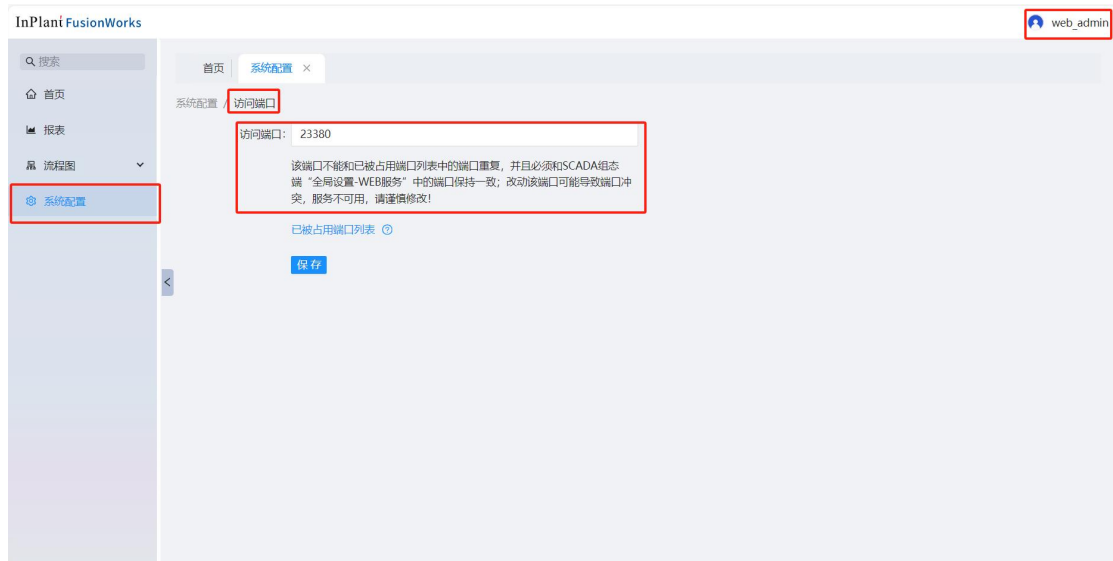 InPlant FusionWorks
web_admin
搜索
首页
系统配置 ×
首页
系统配置 / 访问端口
报表
访问端口： 23380
流程图
该端口不能和已被占用端口列表中的端口重复，并且必须和SCADA组态
端“全局设置-WEB服务”中的端口保持一致；改动该端口可能导致端口冲
突，服务不可用，请谨慎修改！
系统配置
已被占用端口列表
保存